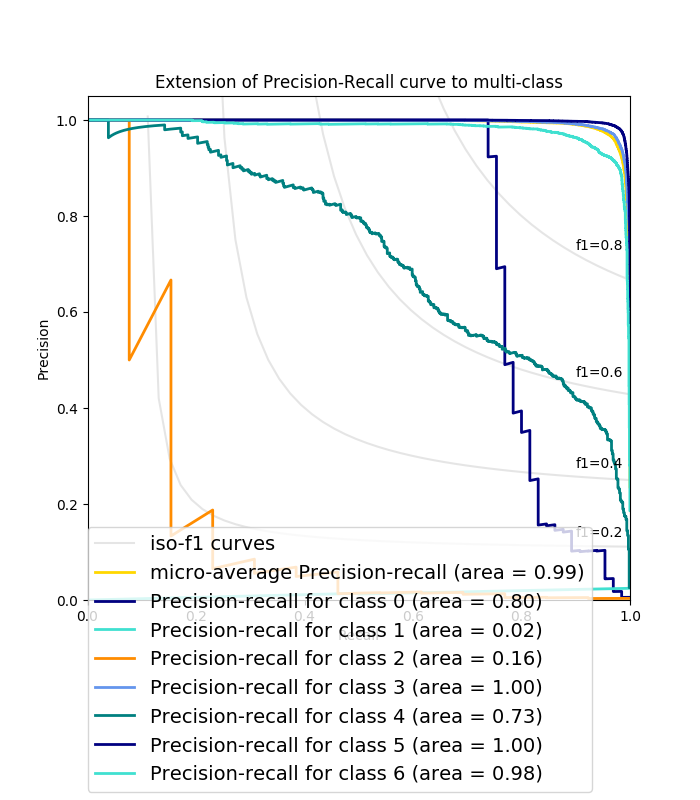 Extension of Precision-Recall curve to multi-class
Precision
1.0
0.8
0.6
0.4
0.2
0.0
f1=0.8
f1=0.6
f1=0.4
f1=0.2
0.0 0.2 0.4 0.6 0.8 1.0
Recall
iso-f1 curves
micro-average Precision-recall (area = 0.99)
Precision-recall for class 0 (area = 0.80)
Precision-recall for class 1 (area = 0.02)
Precision-recall for class 2 (area = 0.16)
Precision-recall for class 3 (area = 1.00)
Precision-recall for class 4 (area = 0.73)
Precision-recall for class 5 (area = 1.00)
Precision-recall for class 6 (area = 0.98)